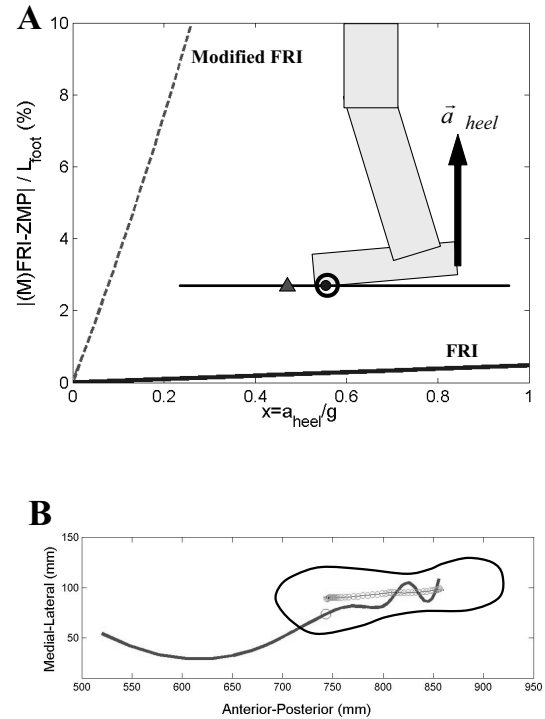 A
10
8
6
4
2
0
|(M)FRI-ZMP| / L_foot (%)
Modified FRI
a⃗ heel
FRI
0 0.2 0.4 0.6 0.8 1
x=a_heel/g
B
150
100
50
Medial-Lateral (mm)
500 550 600 650 700 750 800 850 900 950
Anterior-Posterior (mm)